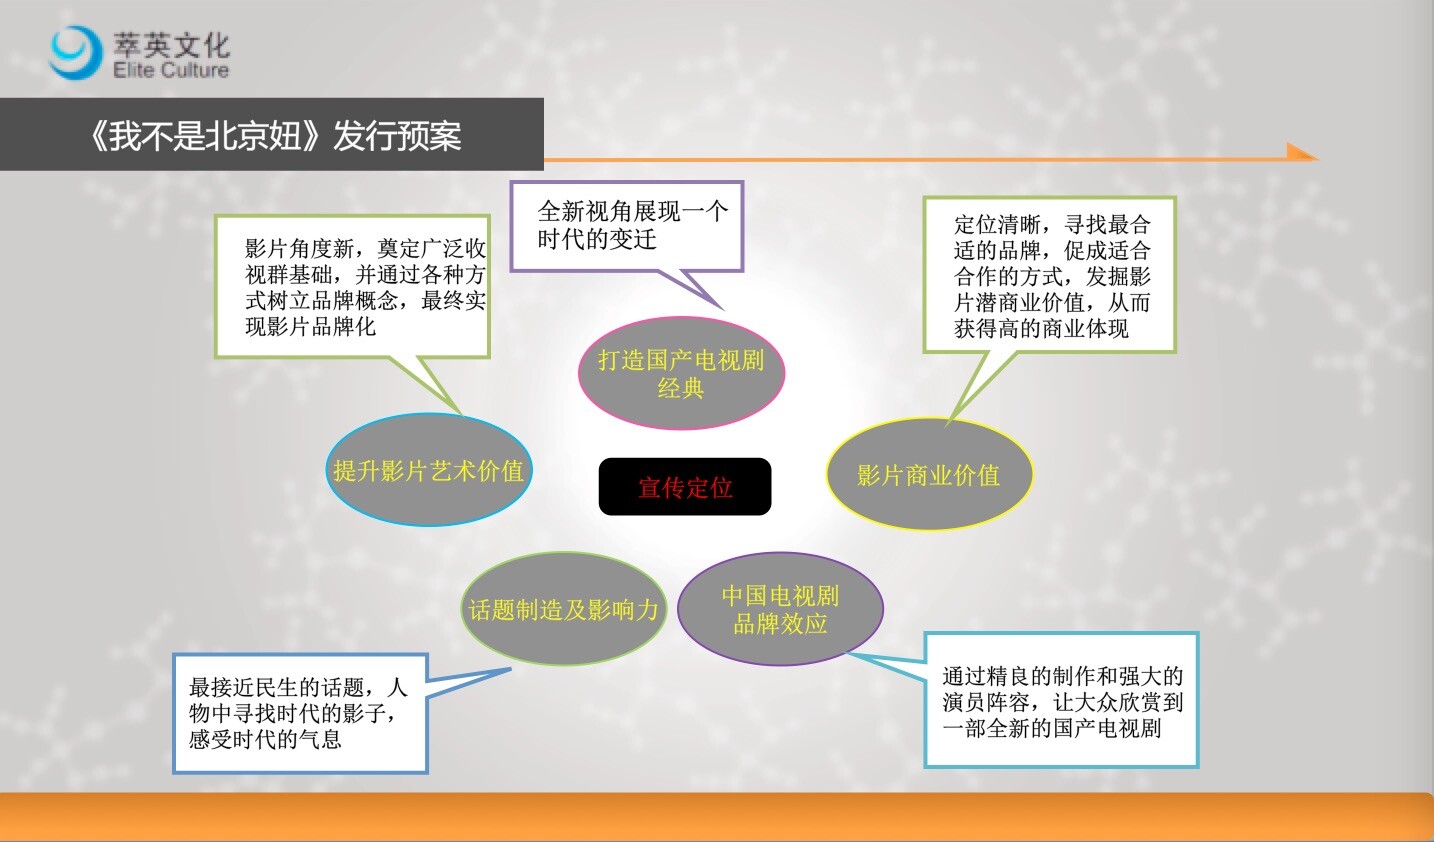 萃英文化
Elite Culture
《我不是北京妞》发行预案
全新视角展现一个
时代的变迁
影片角度新，奠定广泛收
视群基础，并通过各种方
式树立品牌概念，最终实
现影片品牌化
定位清晰，寻找最合
适的品牌，促成适合
合作的方式，发掘影
片潜商业价值，从而
获得高的商业体现
打造国产电视剧
经典
提升影片艺术价值
宣传定位
影片商业价值
话题制造及影响力
中国电视剧
品牌效应
最接近民生的话题，人
物中寻找时代的影子，
感受时代的气息
通过精良的制作和强大的
演员阵容，让大众欣赏到
一部全新的国产电视剧